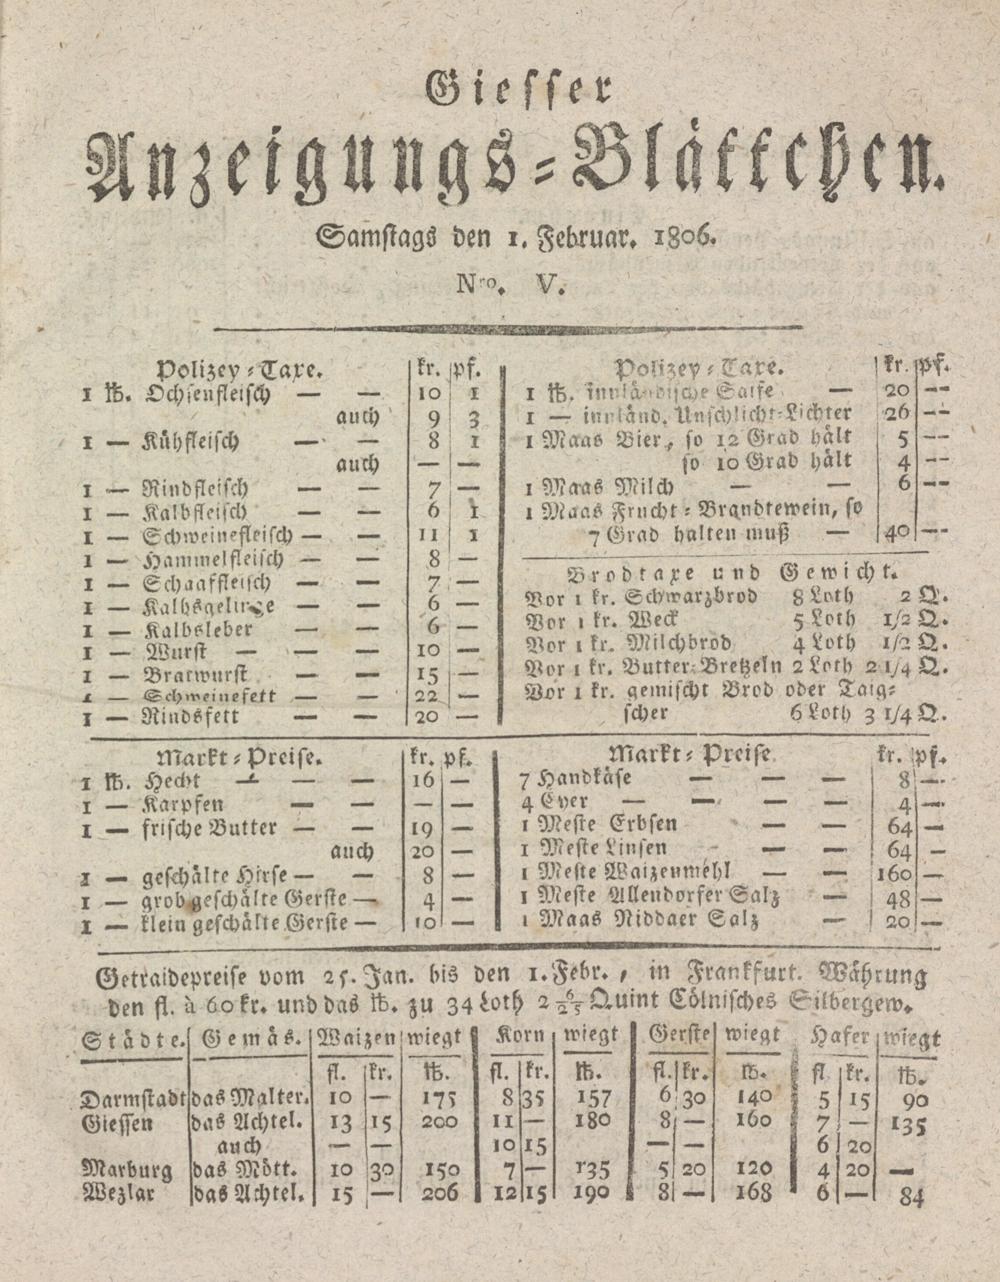 Giesser
Anzeigungs-Blättchen.
Samstags den 1. Februar. 1806.
Nro. V.
Polizey-Taxe. kr. pf.
1 ℔. Ochsenfleisch — — 10 1
auch 9 3
1 — Kühfleisch — — 8 1
auch — —
1 — Rindfleisch — — 7 —
1 — Kalbfleisch — — 6 1
1 — Schweinefleisch — — 11 1
1 — Hammelfleisch — — 8 —
1 — Schaaffleisch — — 7 —
1 — Kalbsgelinge — — 6 —
1 — Kalbsleber — — 6 —
1 — Wurst — — — 10 —
1 — Bratwurst — — 15 —
1 — Schweinefett — — 22 —
1 — Rindsfett — — 20 —
Polizey-Taxe. kr. pf.
1 ℔. innländische Saife — 20 —
1 — innländ. Unschlicht-Lichter 26 —
1 Maas Bier, so 12 Grad hält 5 —
so 10 Grad hält 4 —
1 Maas Milch — — 6 —
1 Maas Frucht-Brandtewein, so
7 Grad halten muß — 40 —
Brodtaxe und Gewicht.
Vor 1 kr. Schwarzbrod 8 Loth 2 Q.
Vor 1 kr. Weck 5 Loth 1/2 Q.
Vor 1 kr. Milchbrod 4 Loth 1/2 Q.
Vor 1 kr. Butter-Bretzeln 2 Loth 2 1/4 Q.
Vor 1 kr. gemischt Brod oder Taig-
scher 6 Loth 3 1/4 Q.
Markt-Preise. kr. pf.
1 ℔. Hecht — — — 16 —
1 — Karpfen — — — —
1 — frische Butter — — 19 —
auch 20 —
1 — geschälte Hirse — — 8 —
1 — grob geschälte Gerste — 4 —
1 — klein geschälte Gerste — 10 —
Markt-Preise. kr. pf.
7 Handkäse — — — 8 —
4 Eyer — — — — 4 —
1 Meste Erbsen — — 64 —
1 Meste Linsen — — 64 —
1 Meste Waizenmehl — — 160 —
1 Meste Allendorfer Salz — 48 —
1 Maas Niddaer Salz — 20 —
Getraidepreise vom 25. Jan. bis den 1. Febr., in Frankfurt. Währung
den fl. à 60 kr. und das ℔. zu 34 Loth 2 6/25 Quint Cölnisches Silbergew.
Städte. Gemäs. Waizen wiegt Korn wiegt Gerste wiegt Hafer wiegt
fl. kr. ℔. fl. kr. ℔. fl. kr. ℔. fl. kr. ℔.
Darmstadt das Malter. 10 — 175 8 35 157 6 30 140 5 15 90
Giessen das Achtel. 13 15 200 11 — 180 8 — 160 7 — 135
auch — — 10 15 — — 6 20
Marburg das Mött. 10 30 150 7 — 135 5 20 120 4 20 —
Wezlar das Achtel. 15 — 206 12 15 190 8 — 168 6 — 84